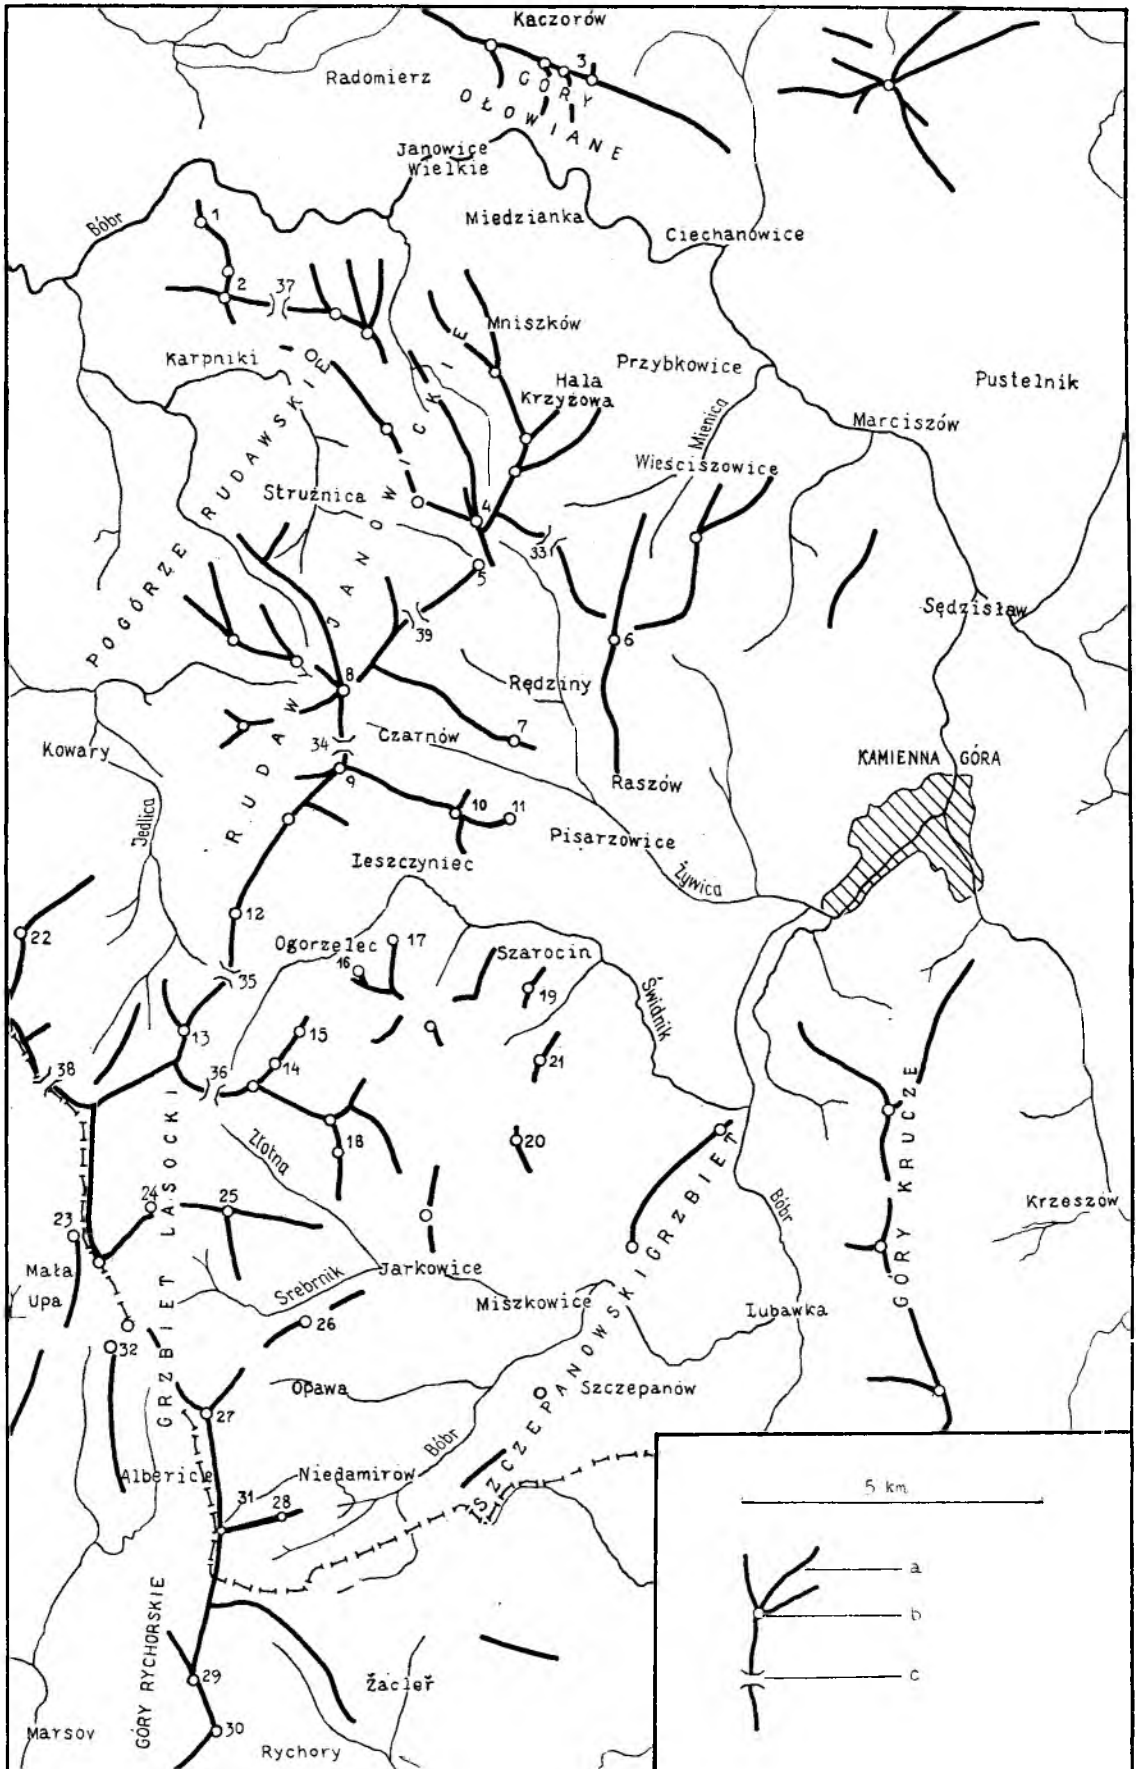 Kaczorów
3
Radomierz
GÓRY
OŁOWIANE
Janowice
Wielkie
Bóbr
1
Miedzianka
Ciechanowice
2
37
Mniszków
Karpniki
Przybkowice
Hala
Krzyżowa
Pustelnik
Mienica
Marciszów
Wieściszowice
Strużnica
4
33
5
POGÓRZE RUDAWSKIE
RUDAWY JANOWICKIE
39
6
Sędzisław
Rędziny
8
7
Kowary
34
Czarnów
KAMIENNA GÓRA
9
Raszów
10
11
Pisarzowice
Jedlica
Leszczyniec
Żywica
12
22
Ogorzelec
17
16
Szarocin
35
19
Świdnik
13
15
38
36
14
21
18
20
Złotna
GÓRY KRUCZE
24
25
Bóbr
Krzeszów
23
Mała
Upa
Jarkowice
Srebrnik
Miszkowice
Lubawka
26
32
GRZBIET LASOCKI
SZCZEPANOWSKI GRZBIET
Opawa
Szczepanów
27
Bóbr
Albeřice
Niedamirów
31
28
5 km
a
b
c
GÓRY RYCHORSKIE
29
Žacleř
30
Marsov
Rychory